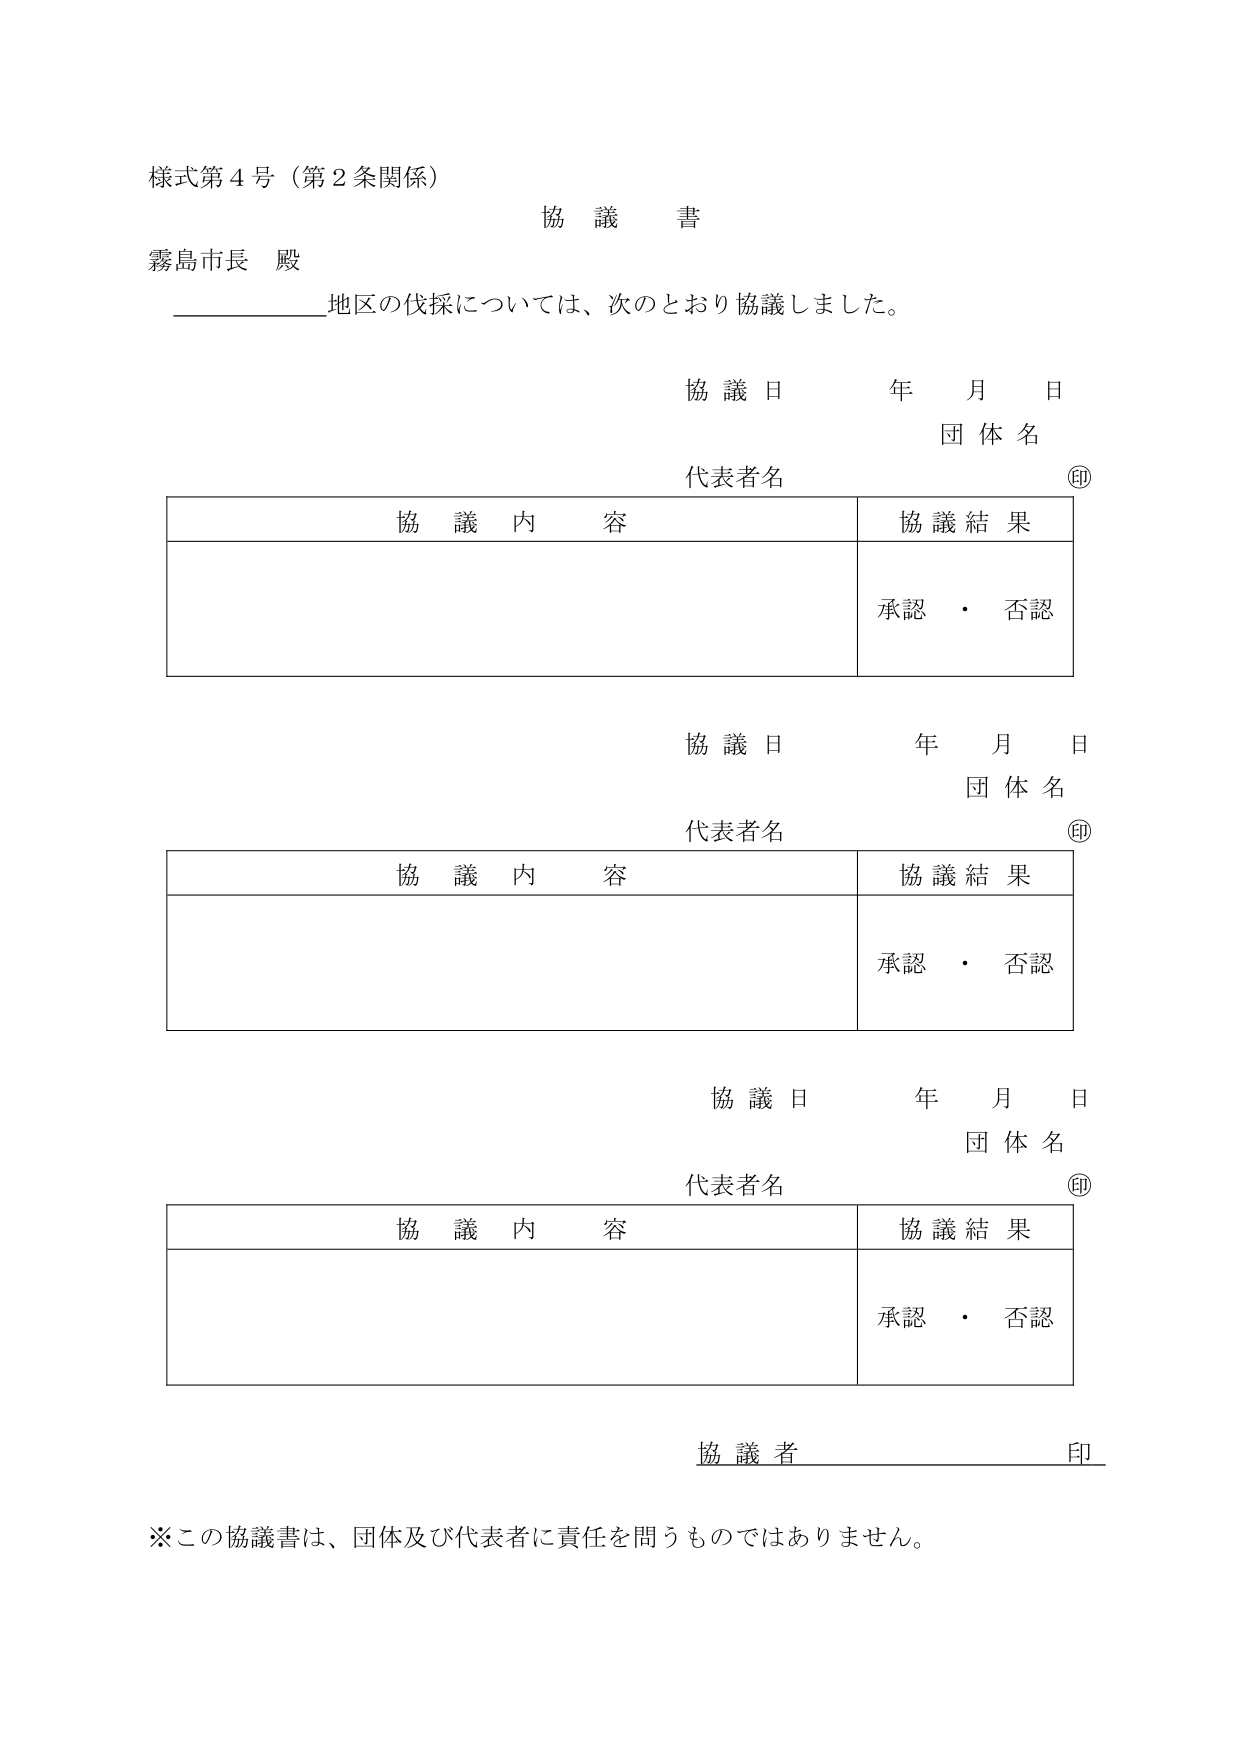 様式第４号（第２条関係）
協　議　　書
霧島市長　殿
＿＿＿＿＿＿地区の伐採については、次のとおり協議しました。
協 議 日　　　　年　　月　　日
団 体 名
代表者名　　　　　　　　　　　㊞
協　議　内　　容　　協 議 結 果
承認　・　否認
協 議 日　　　　　年　　月　　日
団 体 名
代表者名　　　　　　　　　　　㊞
協　議　内　　容　　協 議 結 果
承認　・　否認
協 議 日　　　　年　　月　　日
団 体 名
代表者名　　　　　　　　　　　㊞
協　議　内　　容　　協 議 結 果
承認　・　否認
協 議 者　　　　　　　　　　印
※この協議書は、団体及び代表者に責任を問うものではありません。